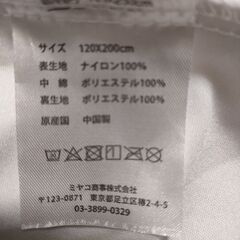 サイズ 120X200cm
表生地 ナイロン100%
中 綿 ポリエステル100%
裏生地 ポリエステル100%
原産国 中国製
ミヤコ商事株式会社
〒123-0871 東京都足立区椿2-4-5
03-3899-0329